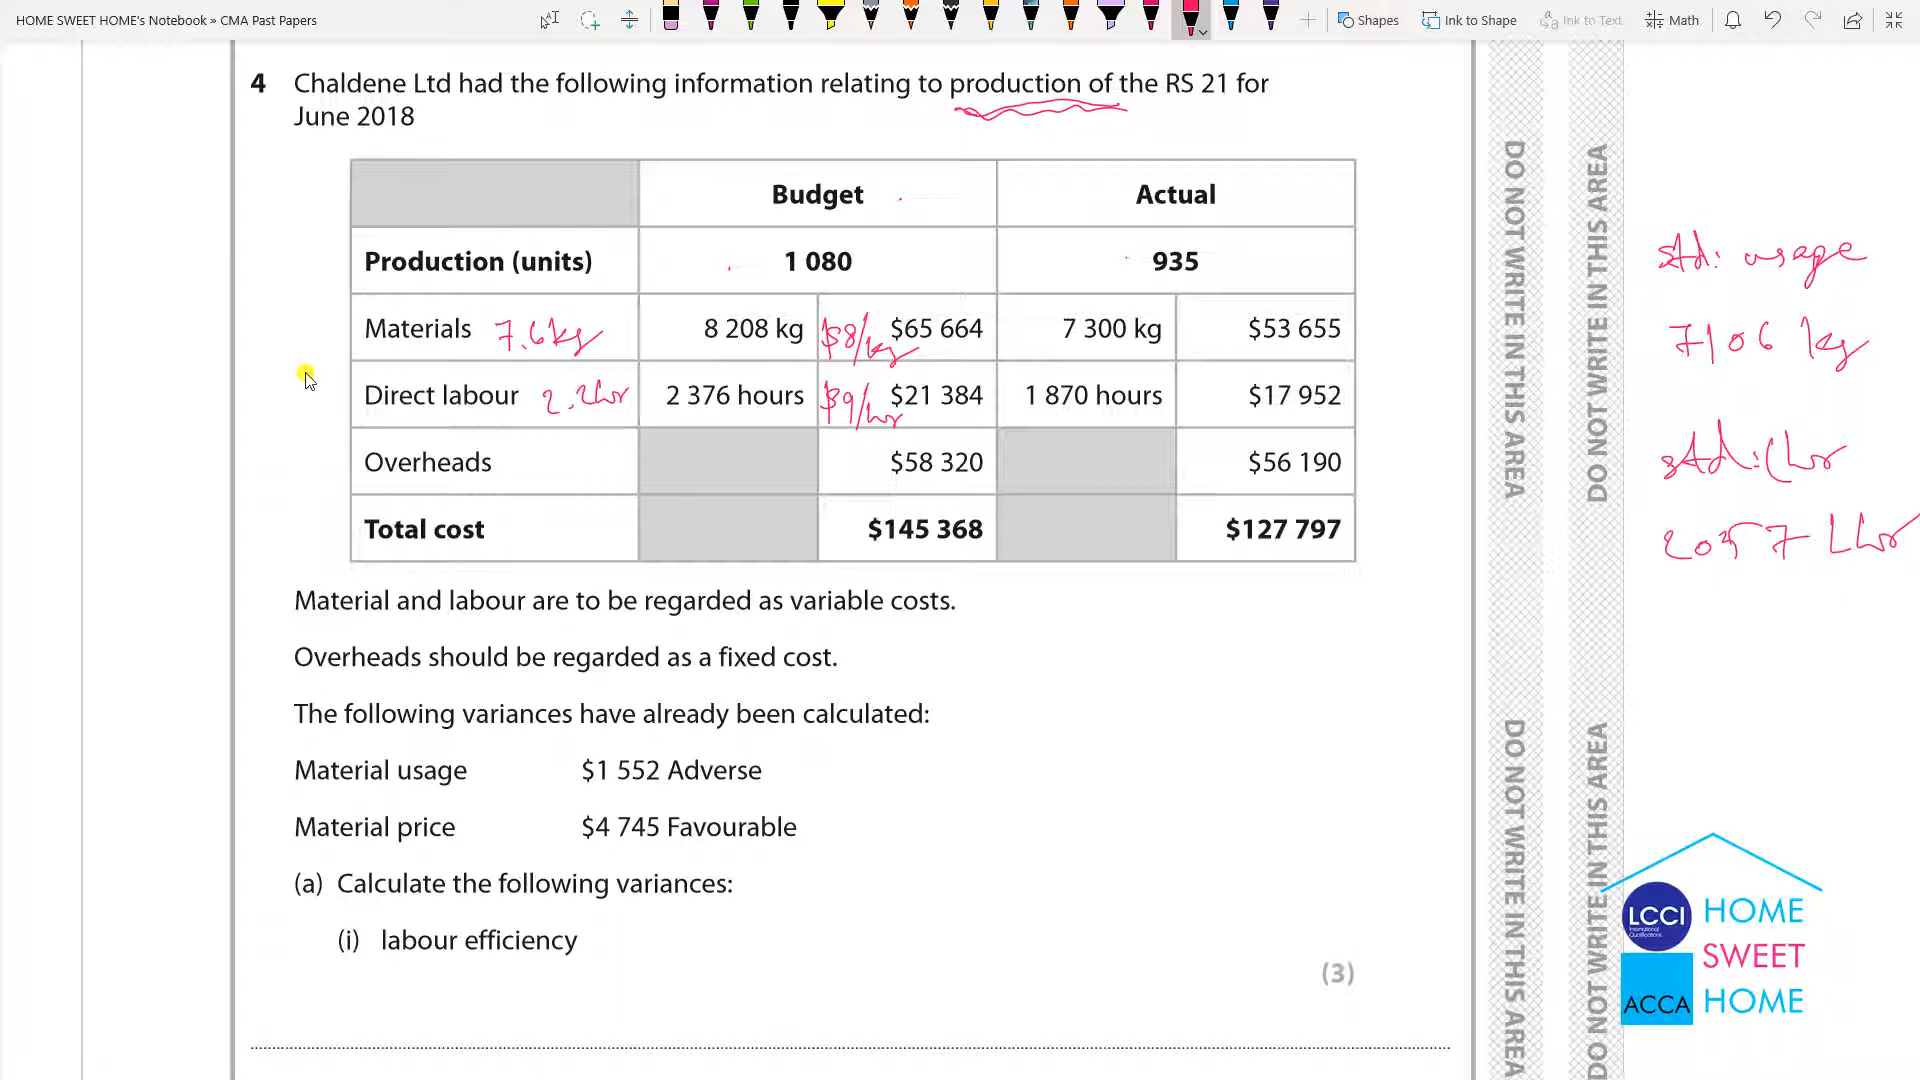 HOME SWEET HOME's Notebook » CMA Past Papers
Shapes
Ink to Shape
Ink to Text
Math
4 Chaldene Ltd had the following information relating to production of the RS 21 for
June 2018
Budget Actual
Production (units) 1 080 935
Materials 7.6kg 8 208 kg $8/kg $65 664 7 300 kg $53 655
Direct labour 2.2hr 2 376 hours $9/hr $21 384 1 870 hours $17 952
Overheads $58 320 $56 190
Total cost $145 368 $127 797
Material and labour are to be regarded as variable costs.
Overheads should be regarded as a fixed cost.
The following variances have already been calculated:
Material usage $1 552 Adverse
Material price $4 745 Favourable
(a) Calculate the following variances:
(i) labour efficiency
(3)
DO NOT WRITE IN THIS AREA
DO NOT WRITE IN THIS AREA
DO NOT WRITE IN THIS AREA
DO NOT WRITE IN THIS AREA
std: usage
7106 kg
std: Lhr
2057 Lhr
LCCI
International
Qualifications
ACCA
HOME
SWEET
HOME